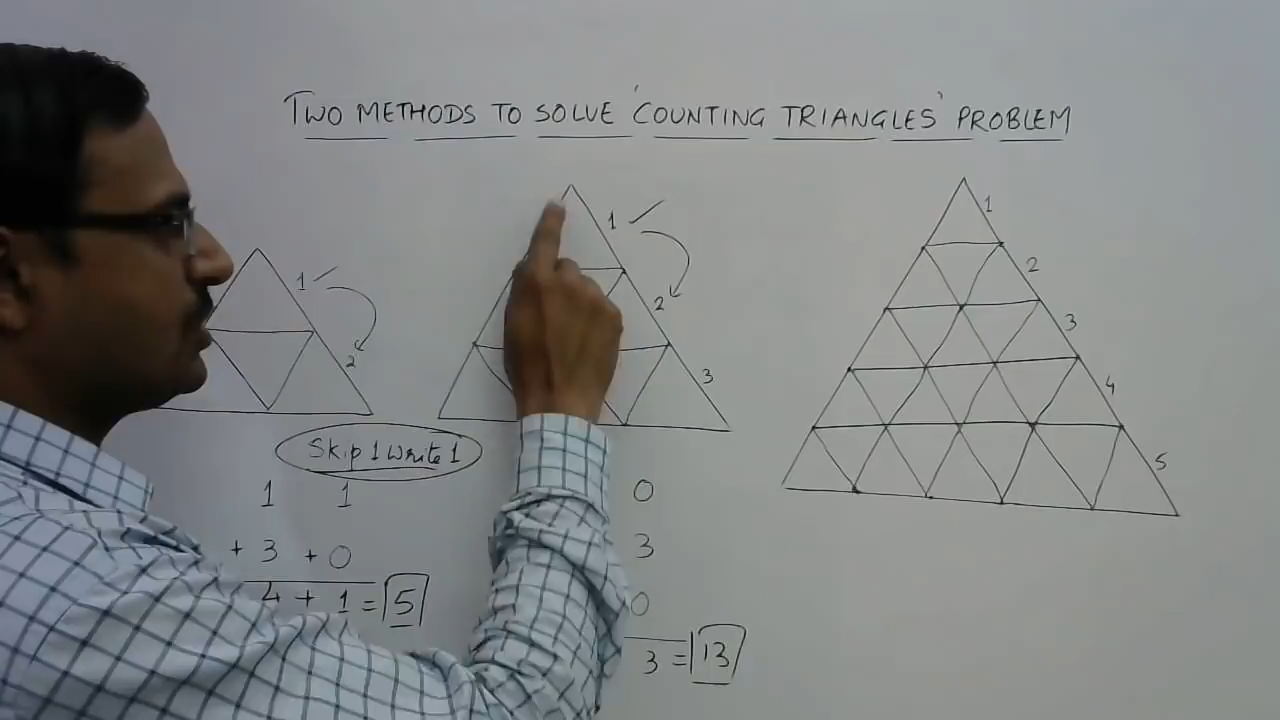 TWO METHODS TO SOLVE 'COUNTING TRIANGLES' PROBLEM
1
2
1
2
3
1
2
3
4
5
Skip 1 Write 1
1 1
+ 3 + 0
4 + 1 = 5
0
3
0
3 = 13